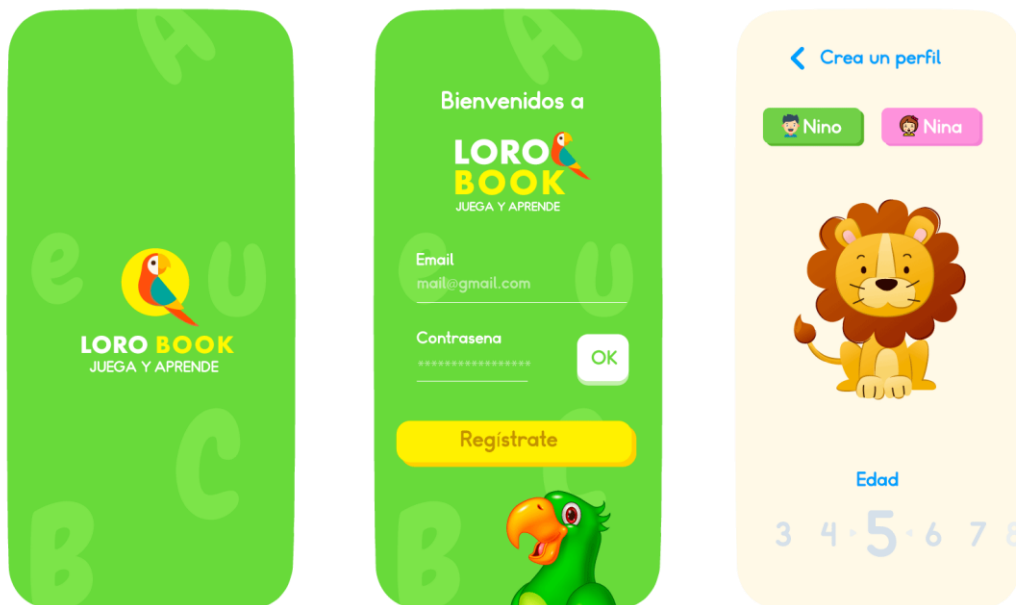 A
e U
LORO BOOK
JUEGA Y APRENDE
C
B
A
Bienvenidos a
LORO
BOOK
JUEGA Y APRENDE
e U
Email
mail@gmail.com
Contrasena
****************
OK
Regístrate
C
B
Crea un perfil
Nino Nina
Edad
3 4 5 6 7 8